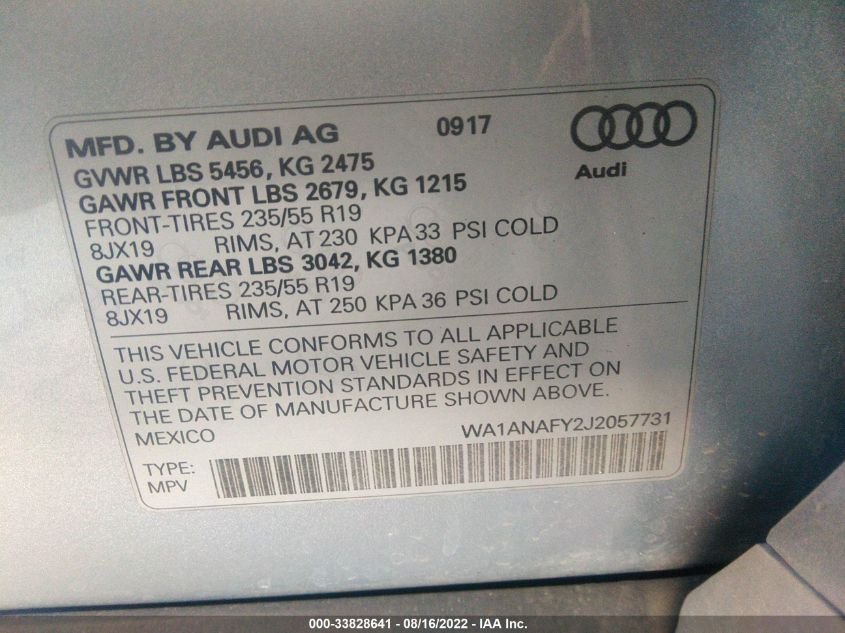 MFD. BY AUDI AG 0917
GVWR LBS 5456, KG 2475
GAWR FRONT LBS 2679, KG 1215
Audi
FRONT-TIRES 235/55 R19
8JX19 RIMS, AT 230 KPA 33 PSI COLD
GAWR REAR LBS 3042, KG 1380
REAR-TIRES 235/55 R19
8JX19 RIMS, AT 250 KPA 36 PSI COLD
THIS VEHICLE CONFORMS TO ALL APPLICABLE
U.S. FEDERAL MOTOR VEHICLE SAFETY AND
THEFT PREVENTION STANDARDS IN EFFECT ON
THE DATE OF MANUFACTURE SHOWN ABOVE.
MEXICO WA1ANAFY2J2057731
TYPE:
MPV
000-33828641 - 08/16/2022 - IAA Inc.